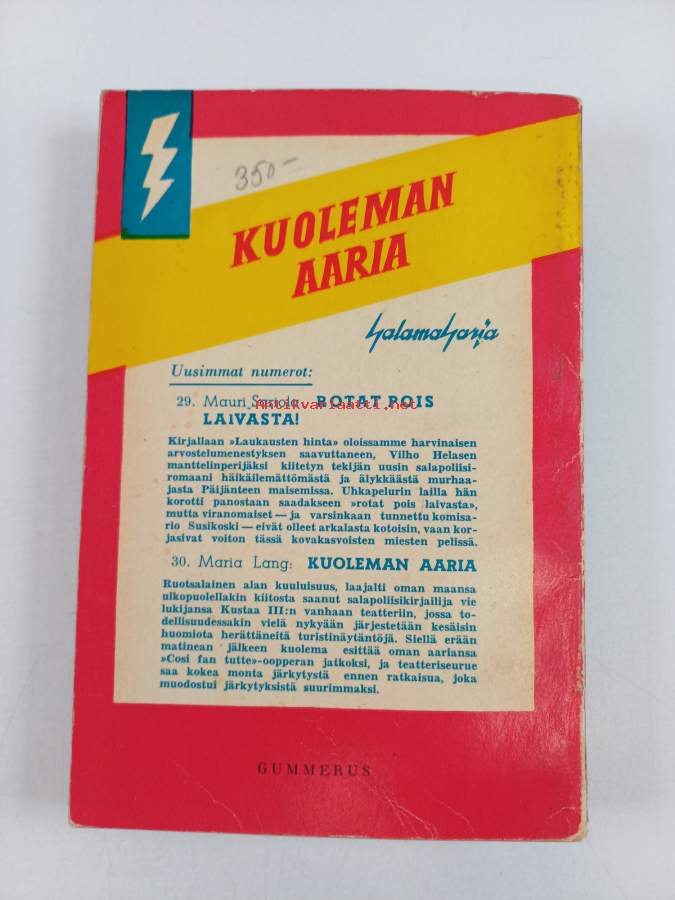 350-
KUOLEMAN
AARIA
Salamasarja
Uusimmat numerot:
29. Mauri Sariola: ROTAT POIS
Antikvariaatti.net
LAIVASTA!
Kirjallaan »Laukausten hinta» oloissamme harvinaisen
arvostelumenestyksen saavuttaneen, Vilho Helasen
manttelinperijäksi kiitetyn tekijän uusin salapoliisi-
romaani häikäilemättömästä ja älykkäästä murhaa-
jasta Päijänteen maisemissa. Uhkapelurin lailla hän
korotti panostaan saadakseen »rotat pois laivasta»,
mutta viranomaiset — ja varsinkaan tunnettu komisa-
rio Susikoski — eivät olleet arkalasta kotoisin, vaan kor-
jasivat voiton tässä kovakasvoisten miesten pelissä.
30. Maria Lang: KUOLEMAN AARIA
Ruotsalainen alan kuuluisuus, laajalti oman maansa
ulkopuolellakin kiitosta saanut salapoliisikirjailija vie
lukijansa Kustaa III:n vanhaan teatteriin, jossa to-
dellisuudessakin vielä nykyään järjestetään kesäisin
huomiota herättäneitä turistinäytäntöjä. Siellä erään
matinean jälkeen kuolema esittää oman aariansa
»Cosi fan tutte»-oopperan jatkoksi, ja teatteriseurue
saa kokea monta järkytystä ennen ratkaisua, joka
muodostui järkytyksistä suurimmaksi.
GUMMERUS